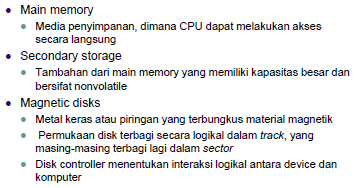 Main memory
Media penyimpanan, dimana CPU dapat melakukan akses
secara langsung
Secondary storage
Tambahan dari main memory yang memiliki kapasitas besar dan
bersifat nonvolatile
Magnetic disks
Metal keras atau piringan yang terbungkus material magnetik
Permukaan disk terbagi secara logikal dalam track, yang
masing-masing terbagi lagi dalam sector
Disk controller menentukan interaksi logikal antara device dan
komputer